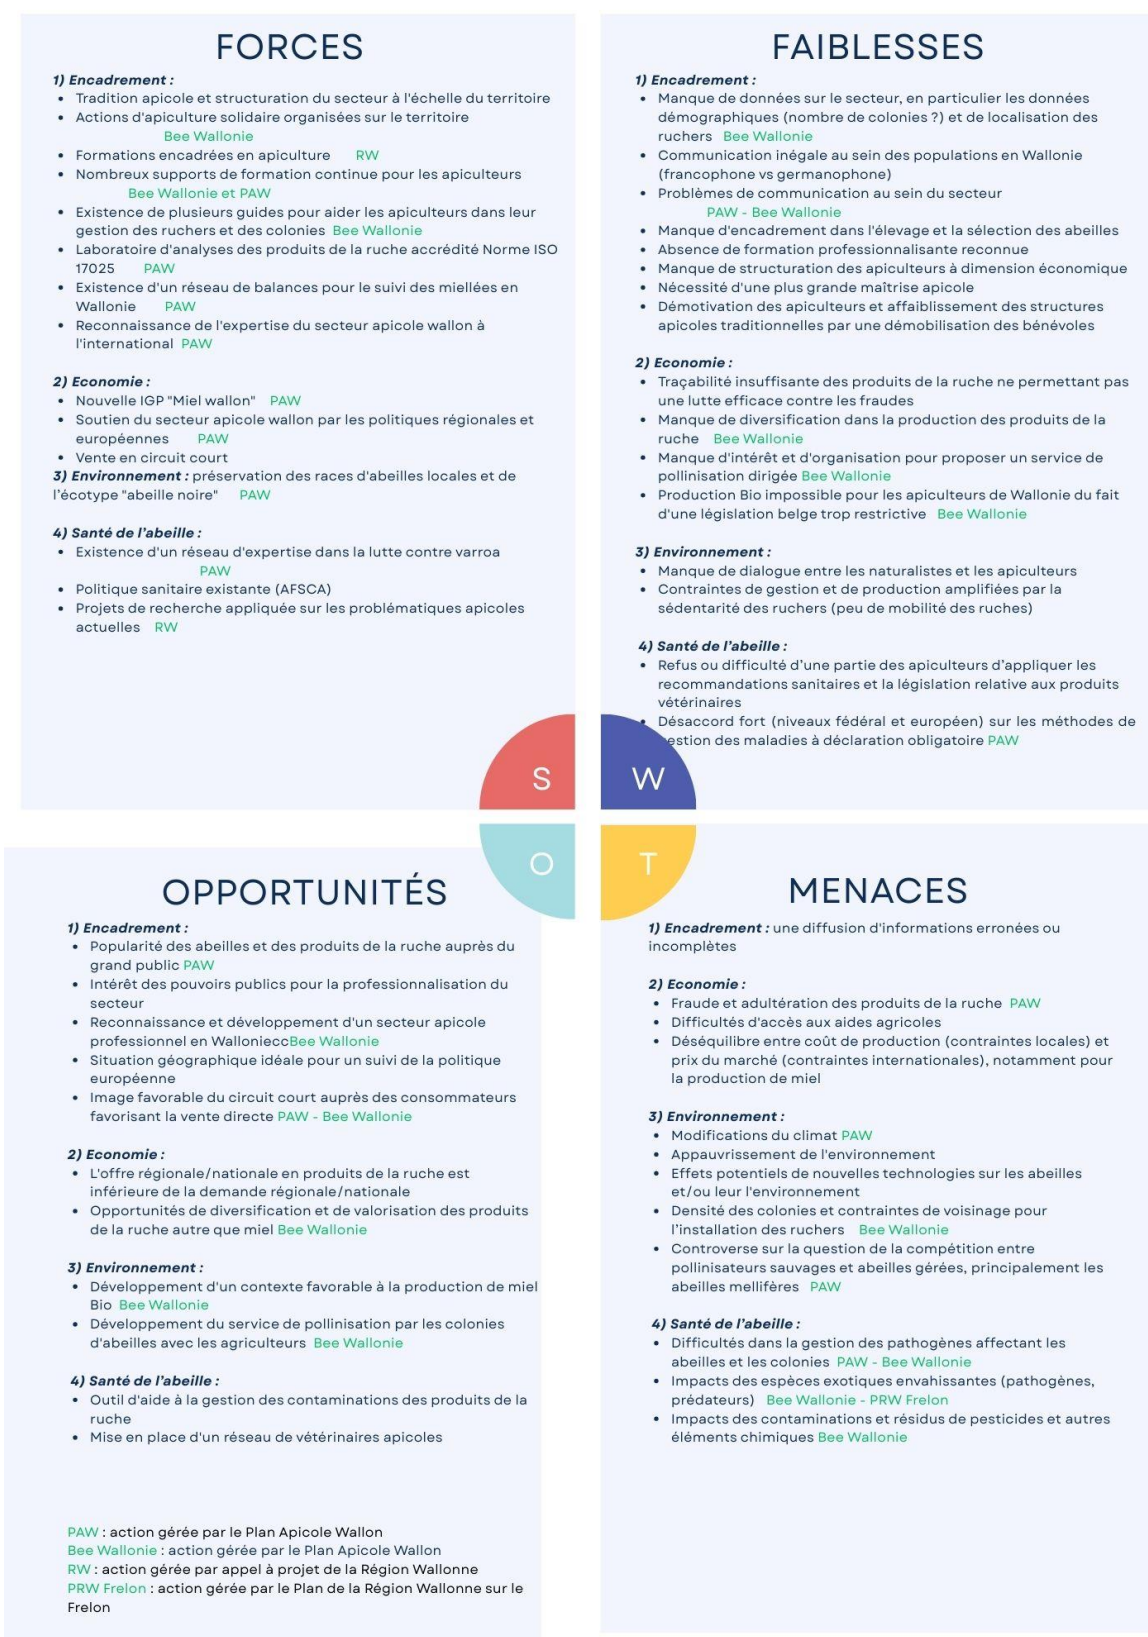 FORCES
1) Encadrement :
• Tradition apicole et structuration du secteur à l'échelle du territoire
• Actions d'apiculture solidaire organisées sur le territoire
Bee Wallonie
• Formations encadrées en apiculture RW
• Nombreux supports de formation continue pour les apiculteurs
Bee Wallonie et PAW
• Existence de plusieurs guides pour aider les apiculteurs dans leur
gestion des ruchers et des colonies Bee Wallonie
• Laboratoire d'analyses des produits de la ruche accrédité Norme ISO
17025 PAW
• Existence d'un réseau de balances pour le suivi des miellées en
Wallonie PAW
• Reconnaissance de l'expertise du secteur apicole wallon à
l'international PAW
2) Economie :
• Nouvelle IGP "Miel wallon" PAW
• Soutien du secteur apicole wallon par les politiques régionales et
européennes PAW
• Vente en circuit court
3) Environnement : préservation des races d'abeilles locales et de
l'écotype "abeille noire" PAW
4) Santé de l'abeille :
• Existence d'un réseau d'expertise dans la lutte contre varroa
PAW
• Politique sanitaire existante (AFSCA)
• Projets de recherche appliquée sur les problématiques apicoles
actuelles RW
S
FAIBLESSES
1) Encadrement :
• Manque de données sur le secteur, en particulier les données
démographiques (nombre de colonies ?) et de localisation des
ruchers Bee Wallonie
• Communication inégale au sein des populations en Wallonie
(francophone vs germanophone)
• Problèmes de communication au sein du secteur
PAW - Bee Wallonie
• Manque d'encadrement dans l'élevage et la sélection des abeilles
• Absence de formation professionnalisante reconnue
• Manque de structuration des apiculteurs à dimension économique
• Nécessité d'une plus grande maîtrise apicole
• Démotivation des apiculteurs et affaiblissement des structures
apicoles traditionnelles par une démobilisation des bénévoles
2) Economie :
• Traçabilité insuffisante des produits de la ruche ne permettant pas
une lutte efficace contre les fraudes
• Manque de diversification dans la production des produits de la
ruche Bee Wallonie
• Manque d'intérêt et d'organisation pour proposer un service de
pollinisation dirigée Bee Wallonie
• Production Bio impossible pour les apiculteurs de Wallonie du fait
d'une législation belge trop restrictive Bee Wallonie
3) Environnement :
• Manque de dialogue entre les naturalistes et les apiculteurs
• Contraintes de gestion et de production amplifiées par la
sédentarité des ruchers (peu de mobilité des ruches)
4) Santé de l'abeille :
• Refus ou difficulté d'une partie des apiculteurs d'appliquer les
recommandations sanitaires et la législation relative aux produits
vétérinaires
• Désaccord fort (niveaux fédéral et européen) sur les méthodes de
estion des maladies à déclaration obligatoire PAW
W
O
OPPORTUNITÉS
1) Encadrement :
• Popularité des abeilles et des produits de la ruche auprès du
grand public PAW
• Intérêt des pouvoirs publics pour la professionnalisation du
secteur
• Reconnaissance et développement d'un secteur apicole
professionnel en WallonieccBee Wallonie
• Situation géographique idéale pour un suivi de la politique
européenne
• Image favorable du circuit court auprès des consommateurs
favorisant la vente directe PAW - Bee Wallonie
2) Economie :
• L'offre régionale/nationale en produits de la ruche est
inférieure de la demande régionale/nationale
• Opportunités de diversification et de valorisation des produits
de la ruche autre que miel Bee Wallonie
3) Environnement :
• Développement d'un contexte favorable à la production de miel
Bio Bee Wallonie
• Développement du service de pollinisation par les colonies
d'abeilles avec les agriculteurs Bee Wallonie
4) Santé de l'abeille :
• Outil d'aide à la gestion des contaminations des produits de la
ruche
• Mise en place d'un réseau de vétérinaires apicoles
PAW : action gérée par le Plan Apicole Wallon
Bee Wallonie : action gérée par le Plan Apicole Wallon
RW : action gérée par appel à projet de la Région Wallonne
PRW Frelon : action gérée par le Plan de la Région Wallonne sur le
Frelon
T
MENACES
1) Encadrement : une diffusion d'informations erronées ou
incomplètes
2) Economie :
• Fraude et adultération des produits de la ruche PAW
• Difficultés d'accès aux aides agricoles
• Déséquilibre entre coût de production (contraintes locales) et
prix du marché (contraintes internationales), notamment pour
la production de miel
3) Environnement :
• Modifications du climat PAW
• Appauvrissement de l'environnement
• Effets potentiels de nouvelles technologies sur les abeilles
et/ou leur l'environnement
• Densité des colonies et contraintes de voisinage pour
l'installation des ruchers Bee Wallonie
• Controverse sur la question de la compétition entre
pollinisateurs sauvages et abeilles gérées, principalement les
abeilles mellifères PAW
4) Santé de l'abeille :
• Difficultés dans la gestion des pathogènes affectant les
abeilles et les colonies PAW - Bee Wallonie
• Impacts des espèces exotiques envahissantes (pathogènes,
prédateurs) Bee Wallonie - PRW Frelon
• Impacts des contaminations et résidus de pesticides et autres
éléments chimiques Bee Wallonie